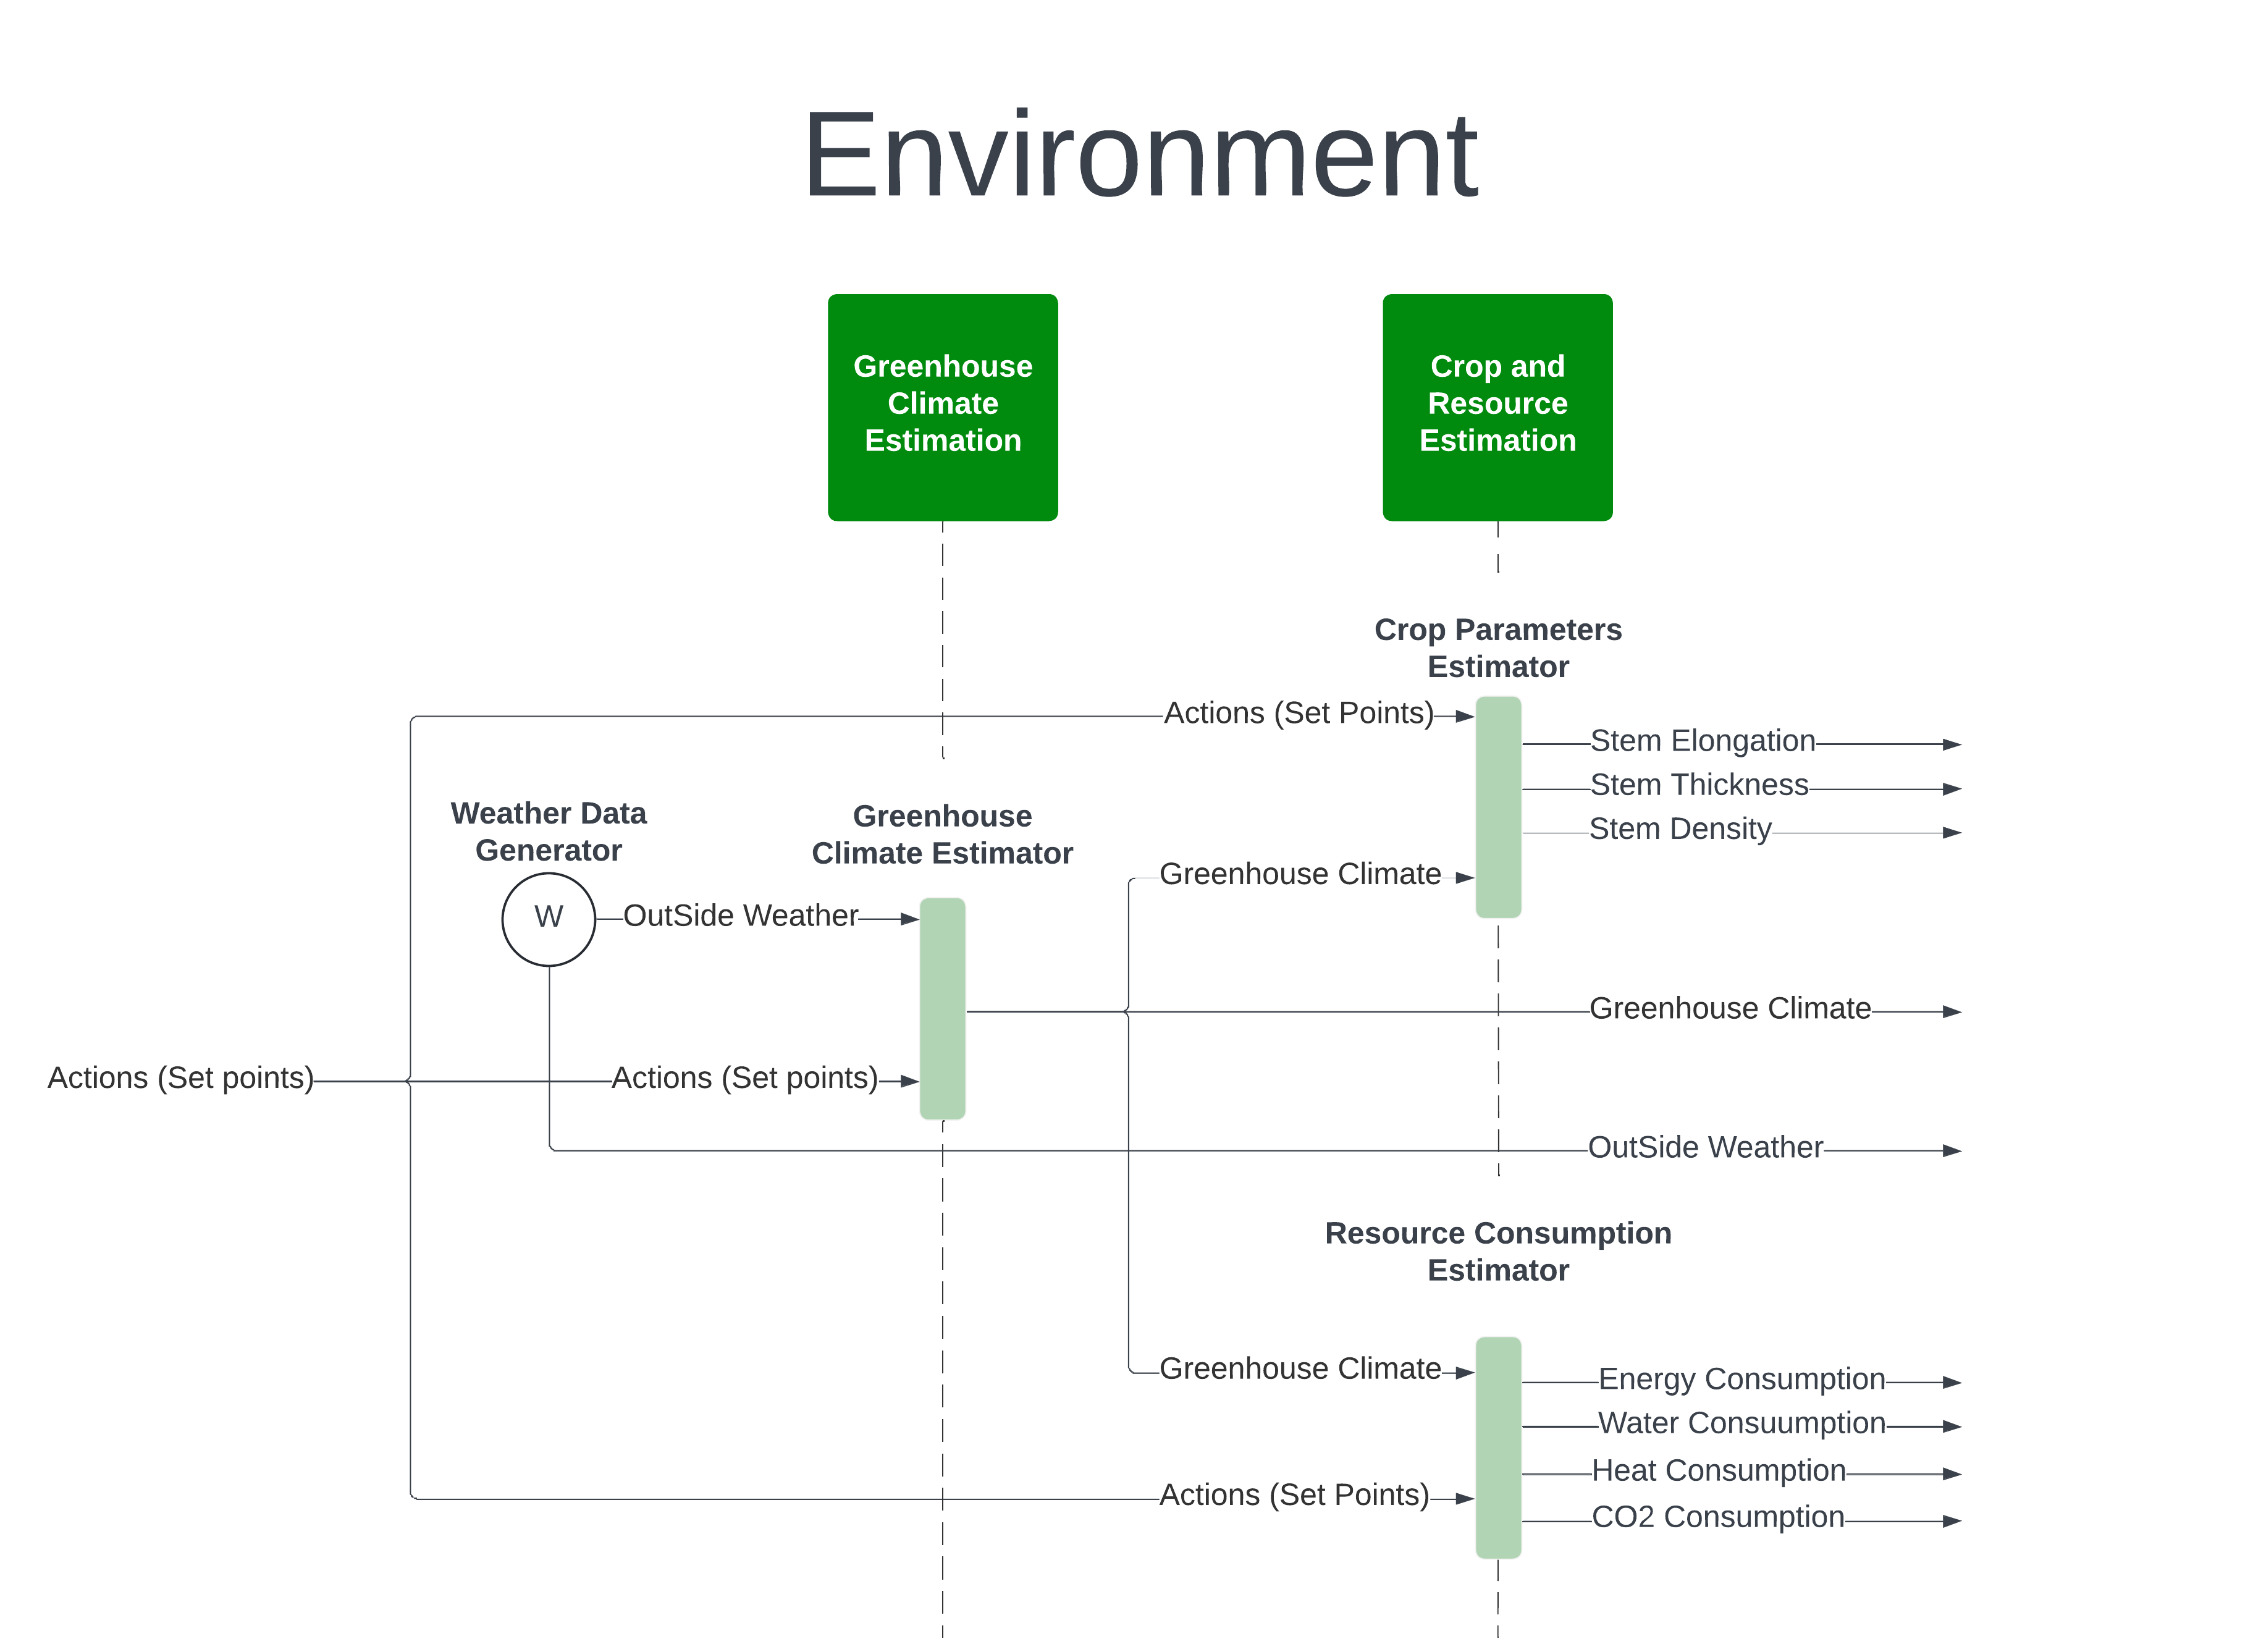 Environment
Greenhouse
Climate
Estimation
Crop and
Resource
Estimation
Crop Parameters
Estimator
Actions (Set Points)
Stem Elongation
Stem Thickness
Stem Density
Weather Data
Generator
Greenhouse
Climate Estimator
Greenhouse Climate
W
OutSide Weather
Greenhouse Climate
Actions (Set points)
Actions (Set points)
OutSide Weather
Resource Consumption
Estimator
Greenhouse Climate
Energy Consumption
Water Consuumption
Heat Consumption
Actions (Set Points)
CO2 Consumption